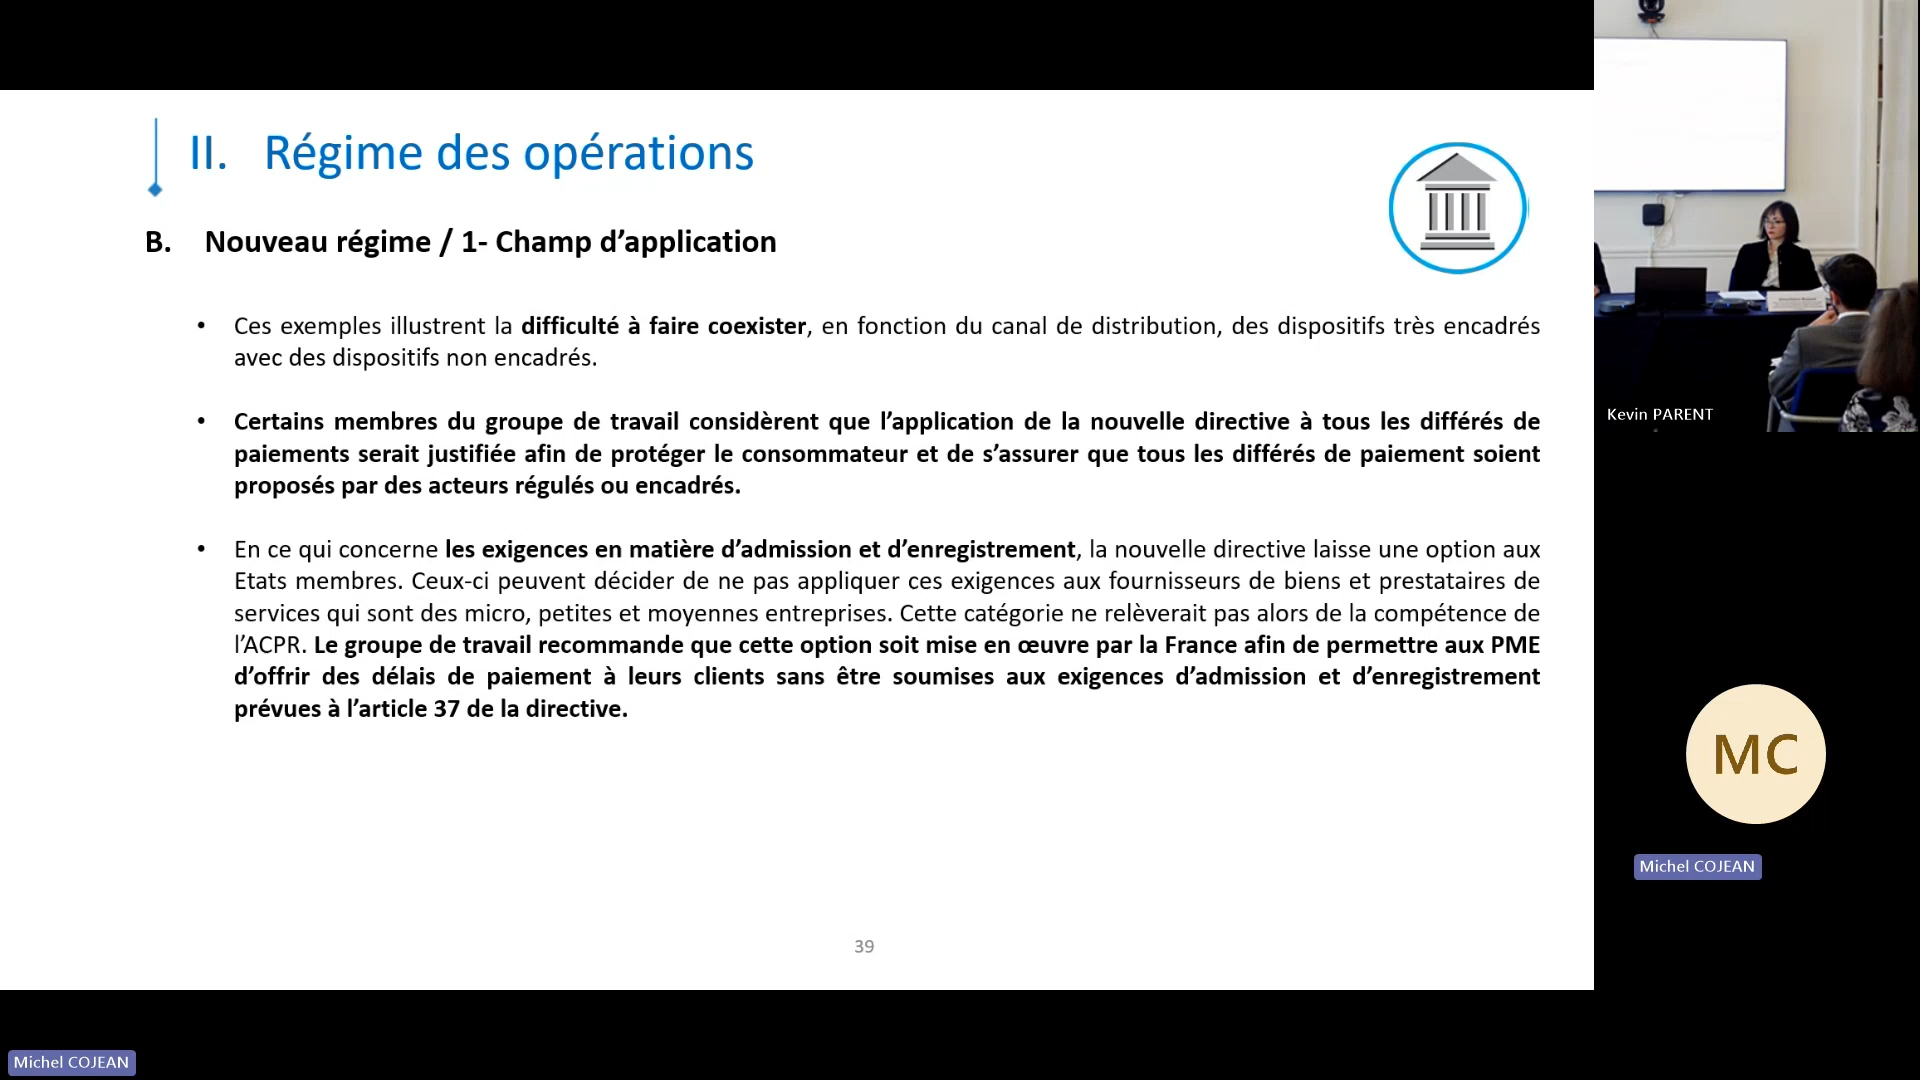 II. Régime des opérations
B. Nouveau régime / 1- Champ d’application
• Ces exemples illustrent la difficulté à faire coexister, en fonction du canal de distribution, des dispositifs très encadrés
avec des dispositifs non encadrés.
• Certains membres du groupe de travail considèrent que l’application de la nouvelle directive à tous les différés de
paiements serait justifiée afin de protéger le consommateur et de s’assurer que tous les différés de paiement soient
proposés par des acteurs régulés ou encadrés.
• En ce qui concerne les exigences en matière d’admission et d’enregistrement, la nouvelle directive laisse une option aux
Etats membres. Ceux-ci peuvent décider de ne pas appliquer ces exigences aux fournisseurs de biens et prestataires de
services qui sont des micro, petites et moyennes entreprises. Cette catégorie ne relèverait pas alors de la compétence de
l’ACPR. Le groupe de travail recommande que cette option soit mise en œuvre par la France afin de permettre aux PME
d’offrir des délais de paiement à leurs clients sans être soumises aux exigences d’admission et d’enregistrement
prévues à l’article 37 de la directive.
39
Kevin PARENT
MC
Michel COJEAN
Michel COJEAN